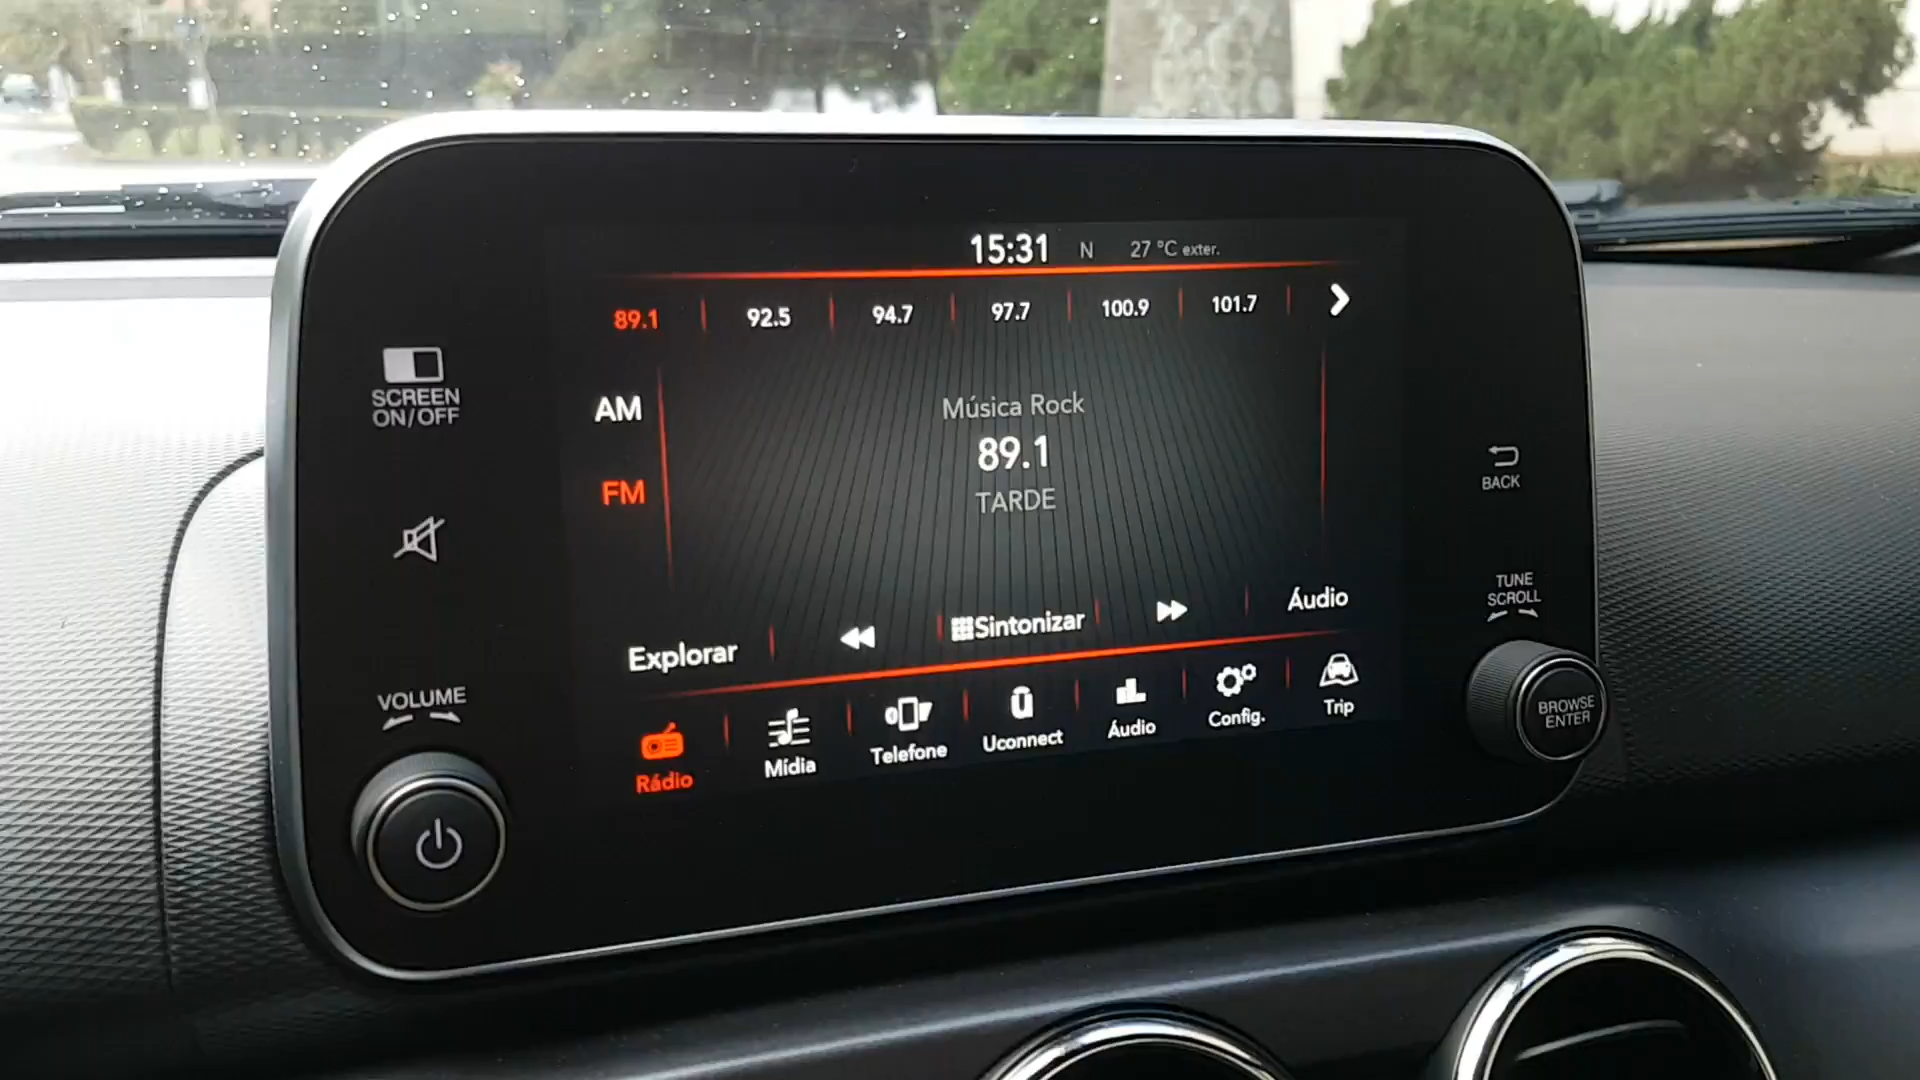 15:31 N 27 °C exter.
89.1 92.5 94.7 97.7 100.9 101.7
SCREEN
ON/OFF
AM
FM
Música Rock
89.1
TARDE
BACK
TUNE
SCROLL
Explorar Sintonizar Áudio
VOLUME
Rádio Mídia Telefone Uconnect Áudio Config. Trip
BROWSE
ENTER